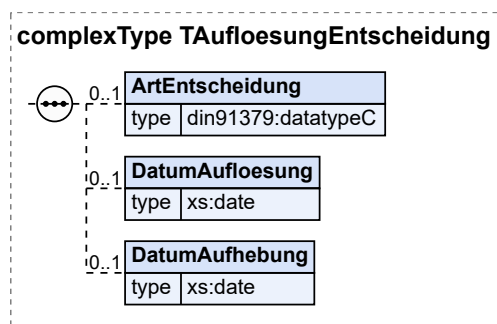 complexType TAufloesungEntscheidung
0..1 ArtEntscheidung
type din91379:datatypeC
0..1 DatumAufloesung
type xs:date
0..1 DatumAufhebung
type xs:date